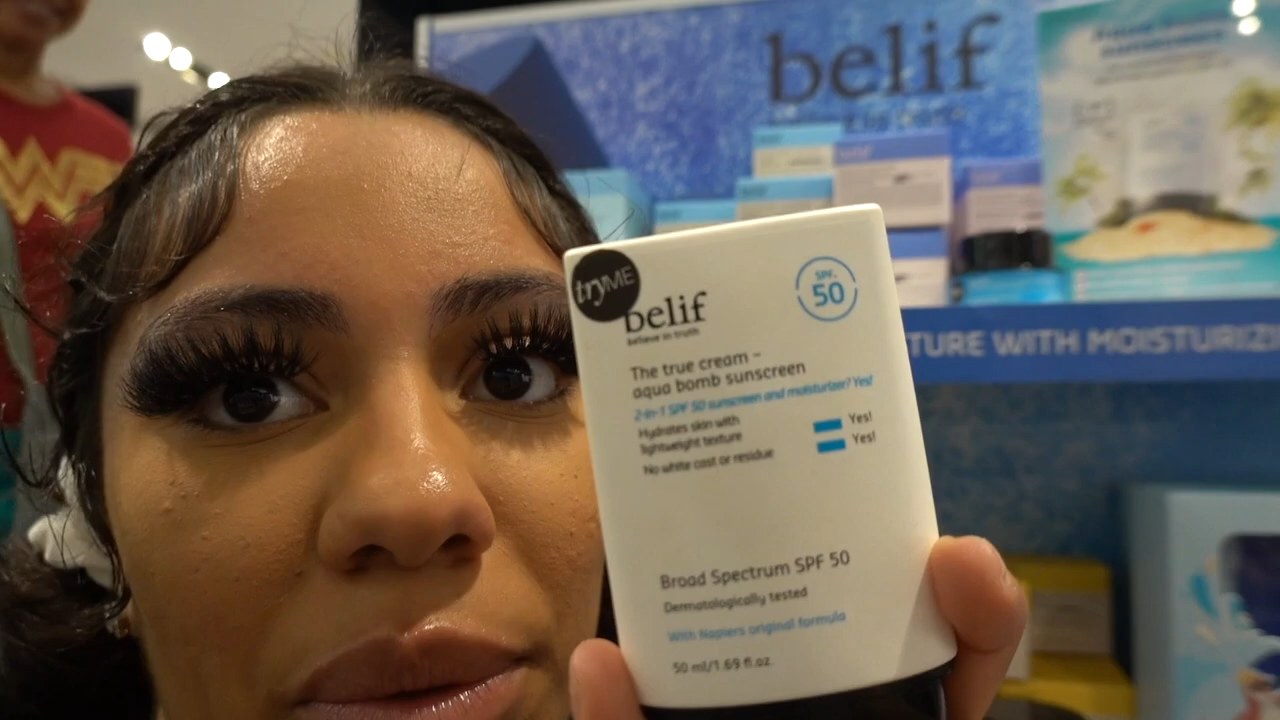 belif
tryME
belif
believe in truth
SPF.
50
The true cream –
aqua bomb sunscreen
2-in-1 SPF 50 sunscreen and moisturizer? Yes!
Hydrates skin with
lightweight texture
Yes!
No white cast or residue
Yes!
Broad Spectrum SPF 50
Dermatologically tested
With Napiers original formula
50 ml/1.69 fl.oz.
TURE WITH MOISTURIZI
W